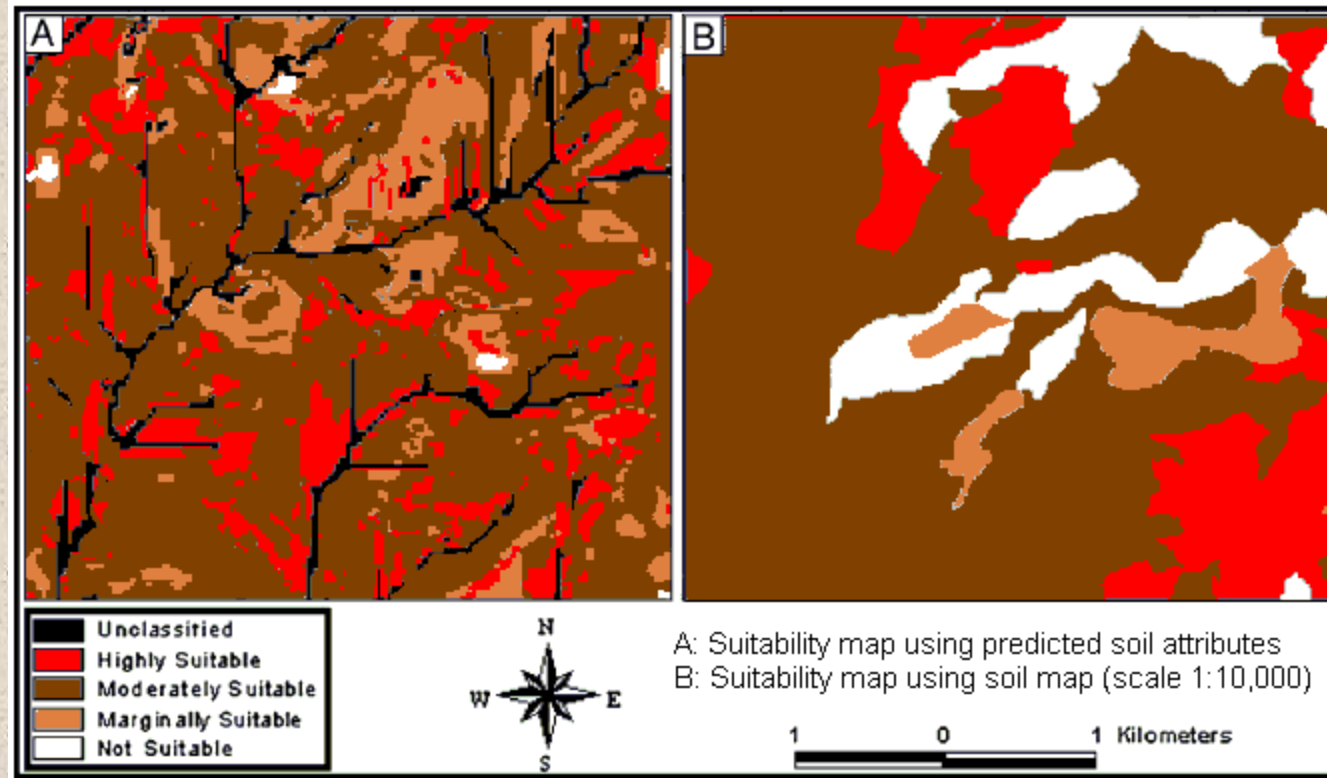 A
B
Unclassified
Highly Suitable
Moderately Suitable
Marginally Suitable
Not Suitable
N
W E
S
A: Suitability map using predicted soil attributes
B: Suitability map using soil map (scale 1:10,000)
1 0 1 Kilometers